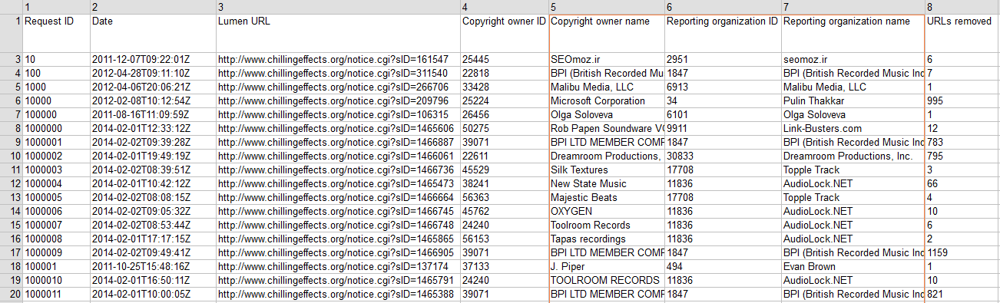 1 2 3 4 5 6 7 8
1 Request ID Date Lumen URL Copyright owner ID Copyright owner name Reporting organization ID Reporting organization name URLs removed
3 10 2011-12-07T09:22:01Z http://www.chillingeffects.org/notice.cgi?sID=161547 25445 SEOmoz.ir 2951 seomoz.ir 6
4 100 2012-04-28T09:11:10Z http://www.chillingeffects.org/notice.cgi?sID=311540 22818 BPI (British Recorded Mu 1847 BPI (British Recorded Music Ind 7
5 1000 2012-04-06T20:06:21Z http://www.chillingeffects.org/notice.cgi?sID=266706 33428 Malibu Media, LLC 6913 Malibu Media, LLC 1
6 10000 2012-02-08T10:12:54Z http://www.chillingeffects.org/notice.cgi?sID=209796 25224 Microsoft Corporation 34 Pulin Thakkar 995
7 100000 2011-08-16T11:09:59Z http://www.chillingeffects.org/notice.cgi?sID=106315 26456 Olga Soloveva 6101 Olga Soloveva 1
8 1000000 2014-02-01T12:33:12Z http://www.chillingeffects.org/notice.cgi?sID=1465606 50275 Rob Papen Soundware VC 9911 Link-Busters.com 12
9 1000001 2014-02-02T09:39:28Z http://www.chillingeffects.org/notice.cgi?sID=1466887 39071 BPI LTD MEMBER COMP 1847 BPI (British Recorded Music Ind 783
10 1000002 2014-02-01T19:49:19Z http://www.chillingeffects.org/notice.cgi?sID=1466061 22611 Dreamroom Productions, 30833 Dreamroom Productions, Inc. 795
11 1000003 2014-02-02T08:39:51Z http://www.chillingeffects.org/notice.cgi?sID=1466736 45529 Silk Textures 17708 Topple Track 3
12 1000004 2014-02-01T10:42:12Z http://www.chillingeffects.org/notice.cgi?sID=1465473 38241 New State Music 11836 AudioLock.NET 66
13 1000005 2014-02-02T08:08:15Z http://www.chillingeffects.org/notice.cgi?sID=1466664 56363 Majestic Beats 17708 Topple Track 4
14 1000006 2014-02-02T09:05:32Z http://www.chillingeffects.org/notice.cgi?sID=1466745 45762 OXYGEN 11836 AudioLock.NET 10
15 1000007 2014-02-02T08:53:44Z http://www.chillingeffects.org/notice.cgi?sID=1466748 24240 Toolroom Records 11836 AudioLock.NET 6
16 1000008 2014-02-01T17:17:15Z http://www.chillingeffects.org/notice.cgi?sID=1465865 56153 Tapas recordings 11836 AudioLock.NET 2
17 1000009 2014-02-02T09:49:41Z http://www.chillingeffects.org/notice.cgi?sID=1466905 39071 BPI LTD MEMBER COMP 1847 BPI (British Recorded Music Ind 1159
18 100001 2011-10-25T15:48:16Z http://www.chillingeffects.org/notice.cgi?sID=137174 37133 J. Piper 494 Evan Brown 1
19 1000010 2014-02-01T16:50:11Z http://www.chillingeffects.org/notice.cgi?sID=1465791 24240 TOOLROOM RECORDS 11836 AudioLock.NET 10
20 1000011 2014-02-01T10:00:05Z http://www.chillingeffects.org/notice.cgi?sID=1465388 39071 BPI LTD MEMBER COMP 1847 BPI (British Recorded Music Ind 821